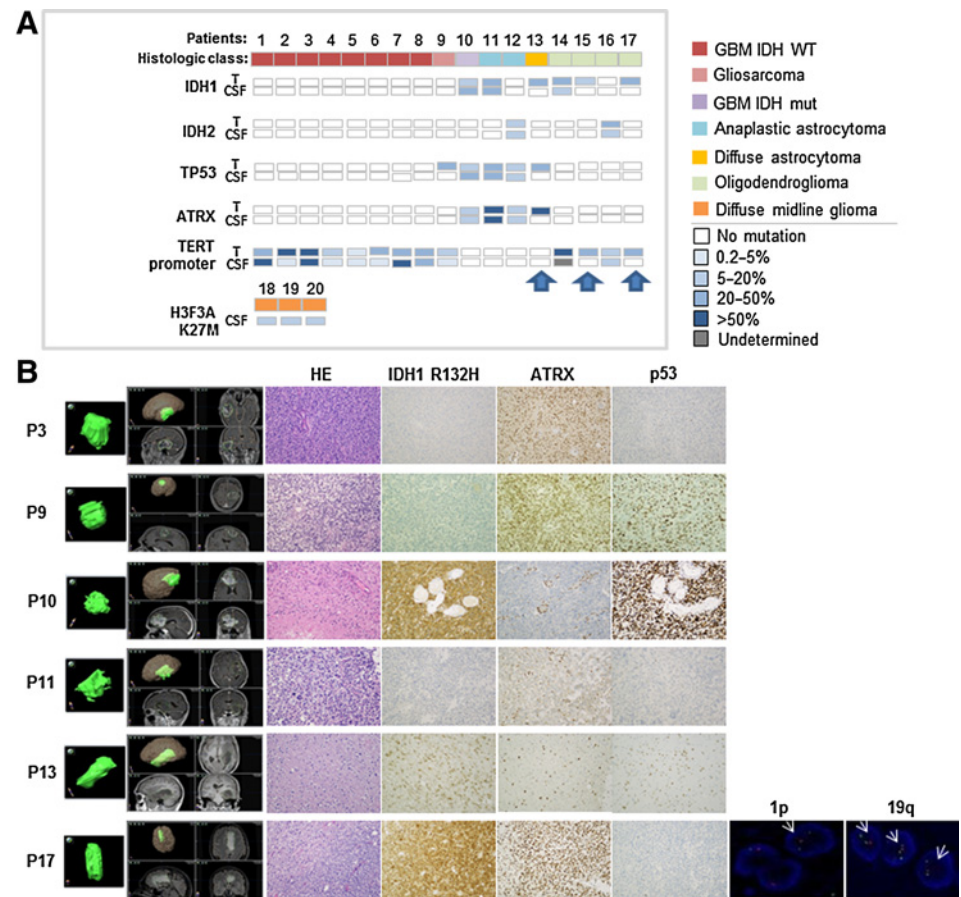 A
Patients: 1 2 3 4 5 6 7 8 9 10 11 12 13 14 15 16 17
Histologic class:
IDH1 T
CSF
IDH2 T
CSF
TP53 T
CSF
ATRX T
CSF
TERT T
promoter CSF
18 19 20
H3F3A
K27M CSF
GBM IDH WT
Gliosarcoma
GBM IDH mut
Anaplastic astrocytoma
Diffuse astrocytoma
Oligodendroglioma
Diffuse midline glioma
No mutation
0.2–5%
5–20%
20–50%
>50%
Undetermined
B
HE IDH1 R132H ATRX p53
P3
P9
P10
P11
P13
P17
1p 19q